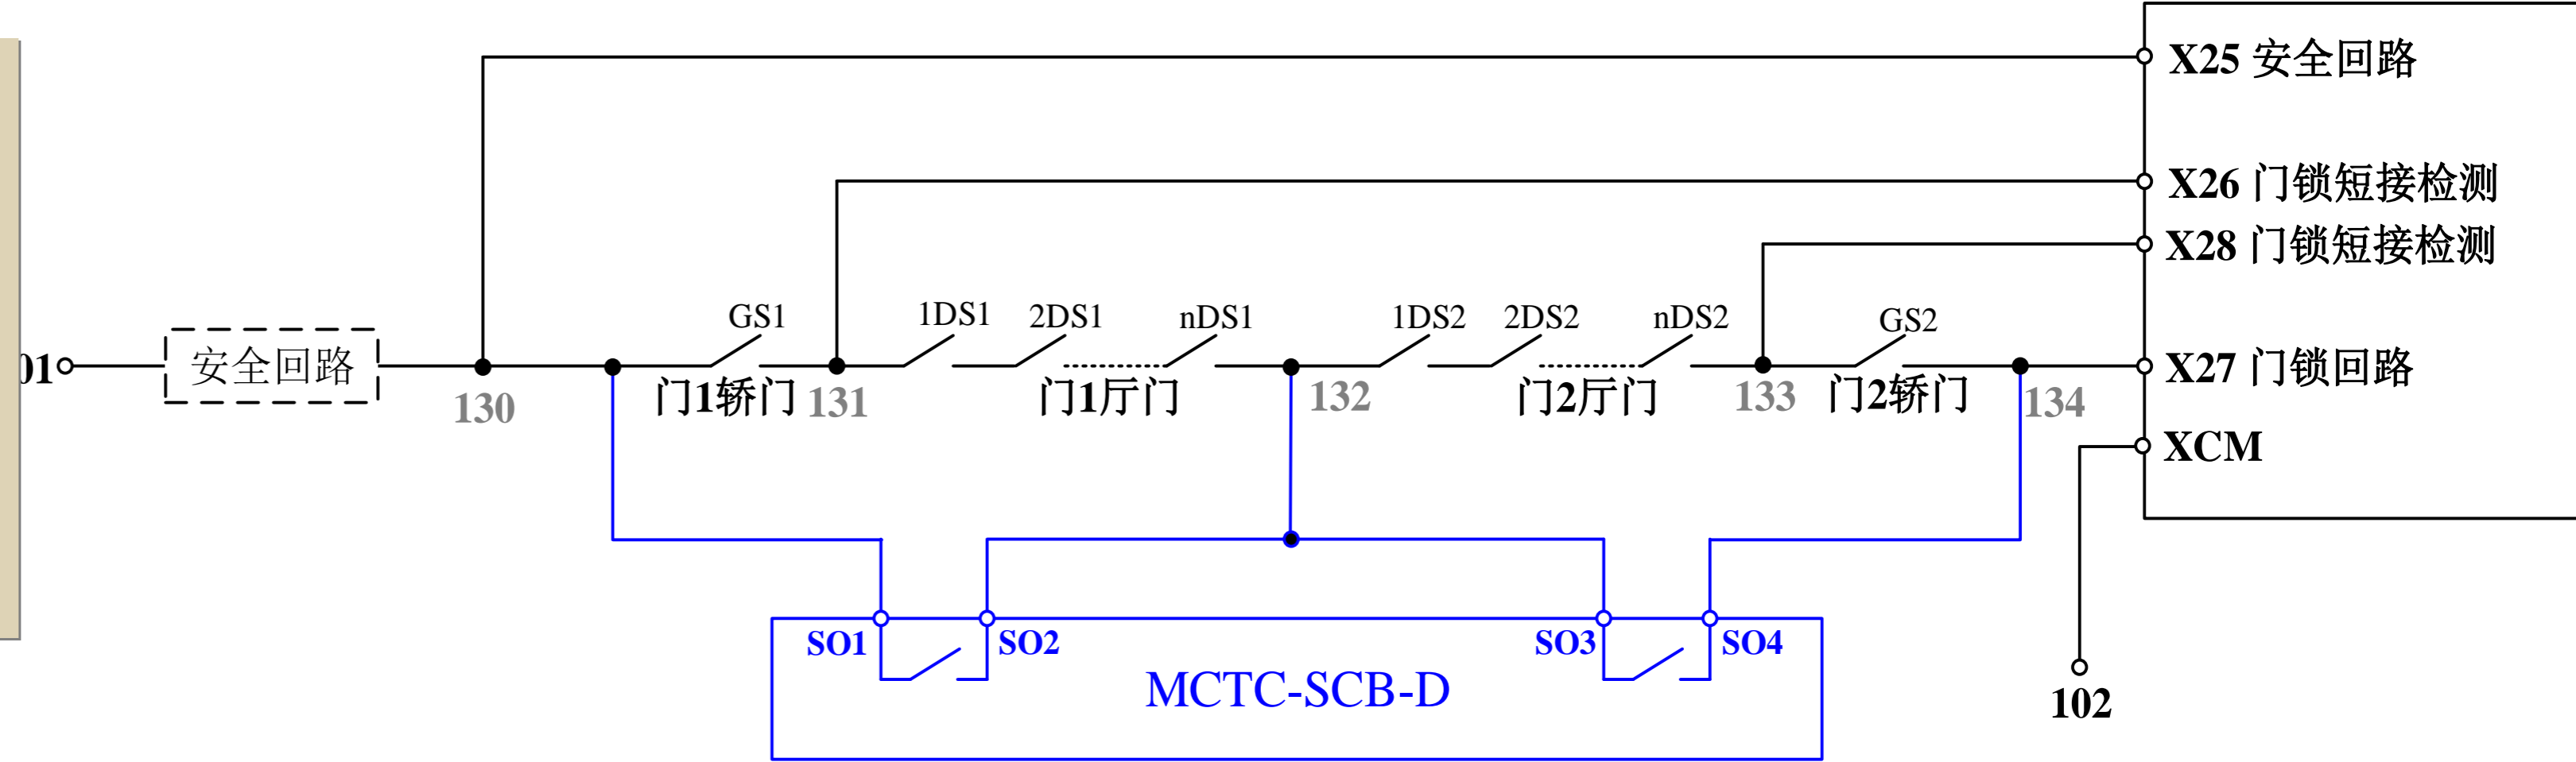 X25 安全回路
X26 门锁短接检测
X28 门锁短接检测
GS1
1DS1
2DS1
nDS1
1DS2
2DS2
nDS2
GS2
01
安全回路
X27 门锁回路
130
门1轿门
131
门1厅门
132
门2厅门
133
门2轿门
134
XCM
SO1
SO2
SO3
SO4
MCTC-SCB-D
102